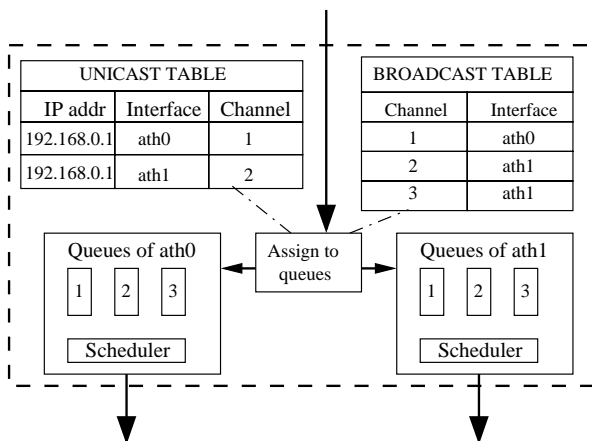 UNICAST TABLE
IP addr Interface Channel
192.168.0.1 ath0 1
192.168.0.1 ath1 2
BROADCAST TABLE
Channel Interface
1 ath0
2 ath1
3 ath1
Assign to
queues
Queues of ath0
1 2 3
Scheduler
Queues of ath1
1 2 3
Scheduler